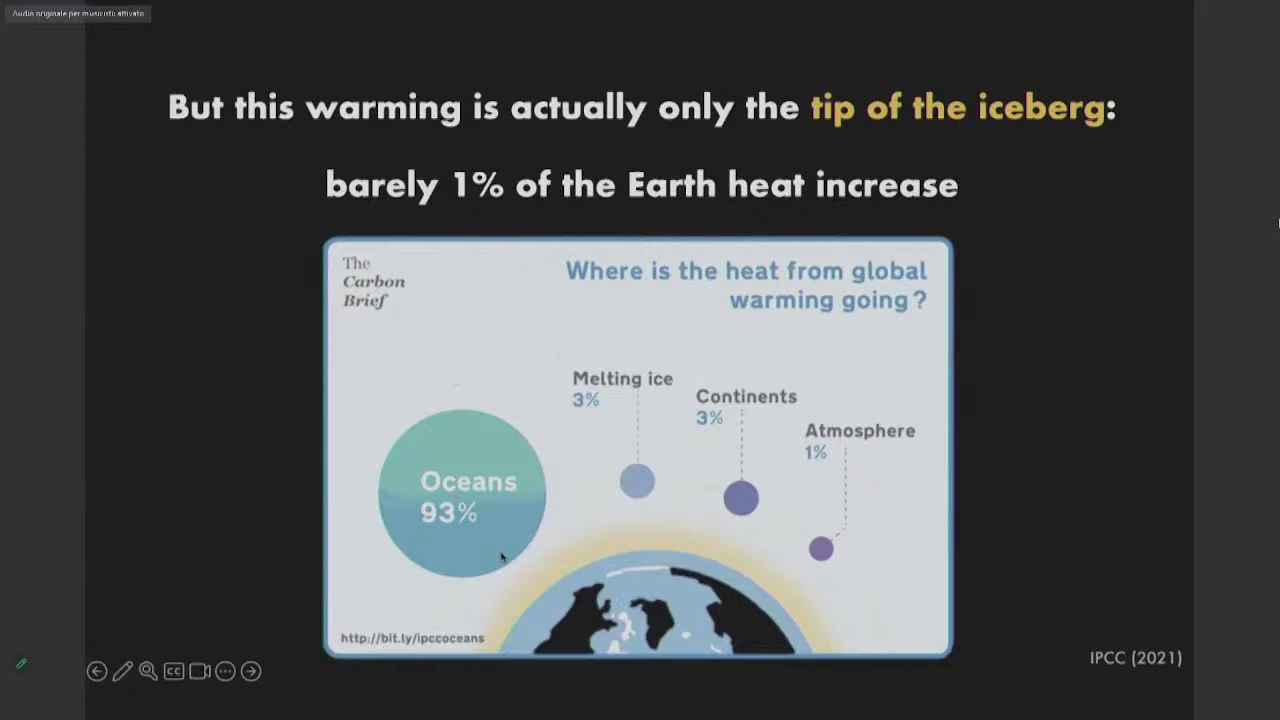 Audio originale per musicisti: attivato
But this warming is actually only the tip of the iceberg:
barely 1% of the Earth heat increase
The
Carbon
Brief
Where is the heat from global
warming going?
Melting ice
3%
Continents
3%
Atmosphere
1%
Oceans
93%
http://bit.ly/ipccoceans
IPCC (2021)
CC